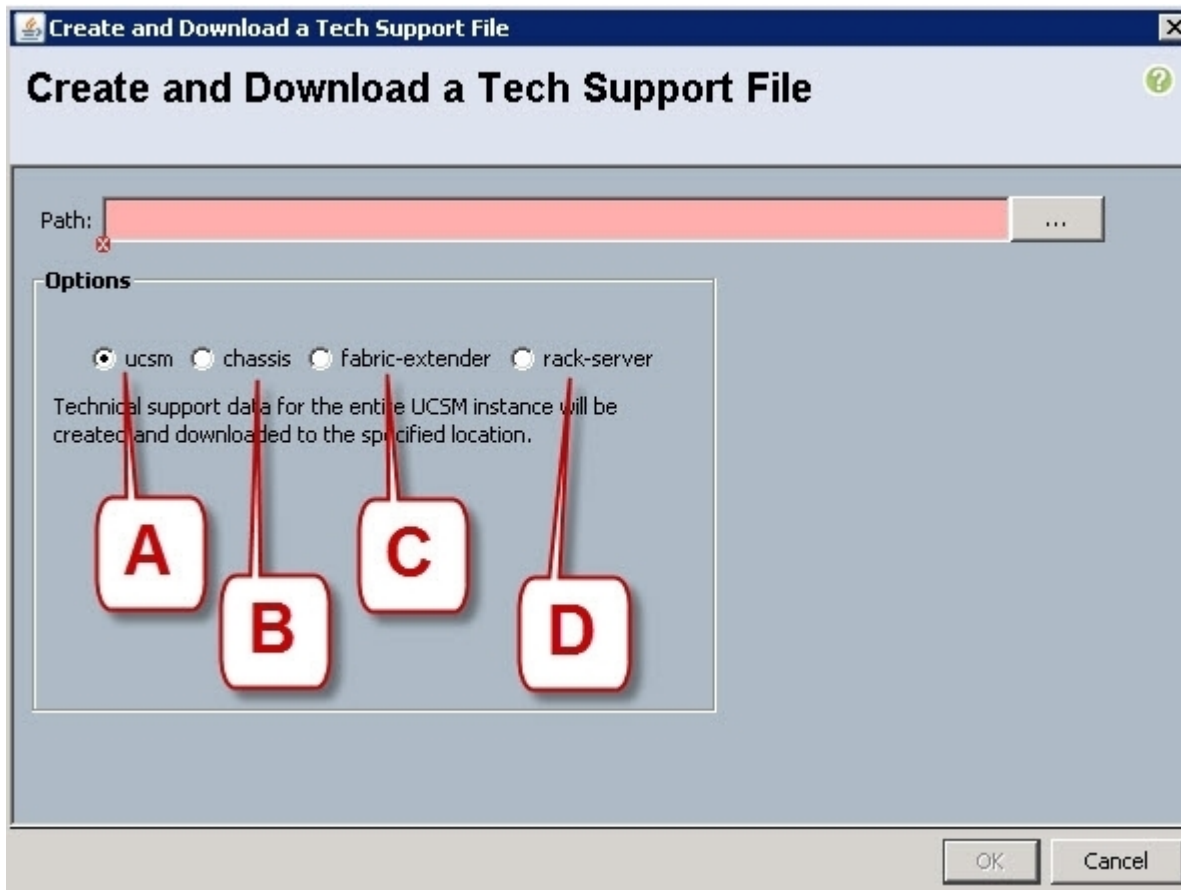 Create and Download a Tech Support File
Create and Download a Tech Support File
?
Path:
...
Options
ucsm chassis fabric-extender rack-server
Technical support data for the entire UCSM instance will be
created and downloaded to the specified location.
A
B
C
D
OK Cancel